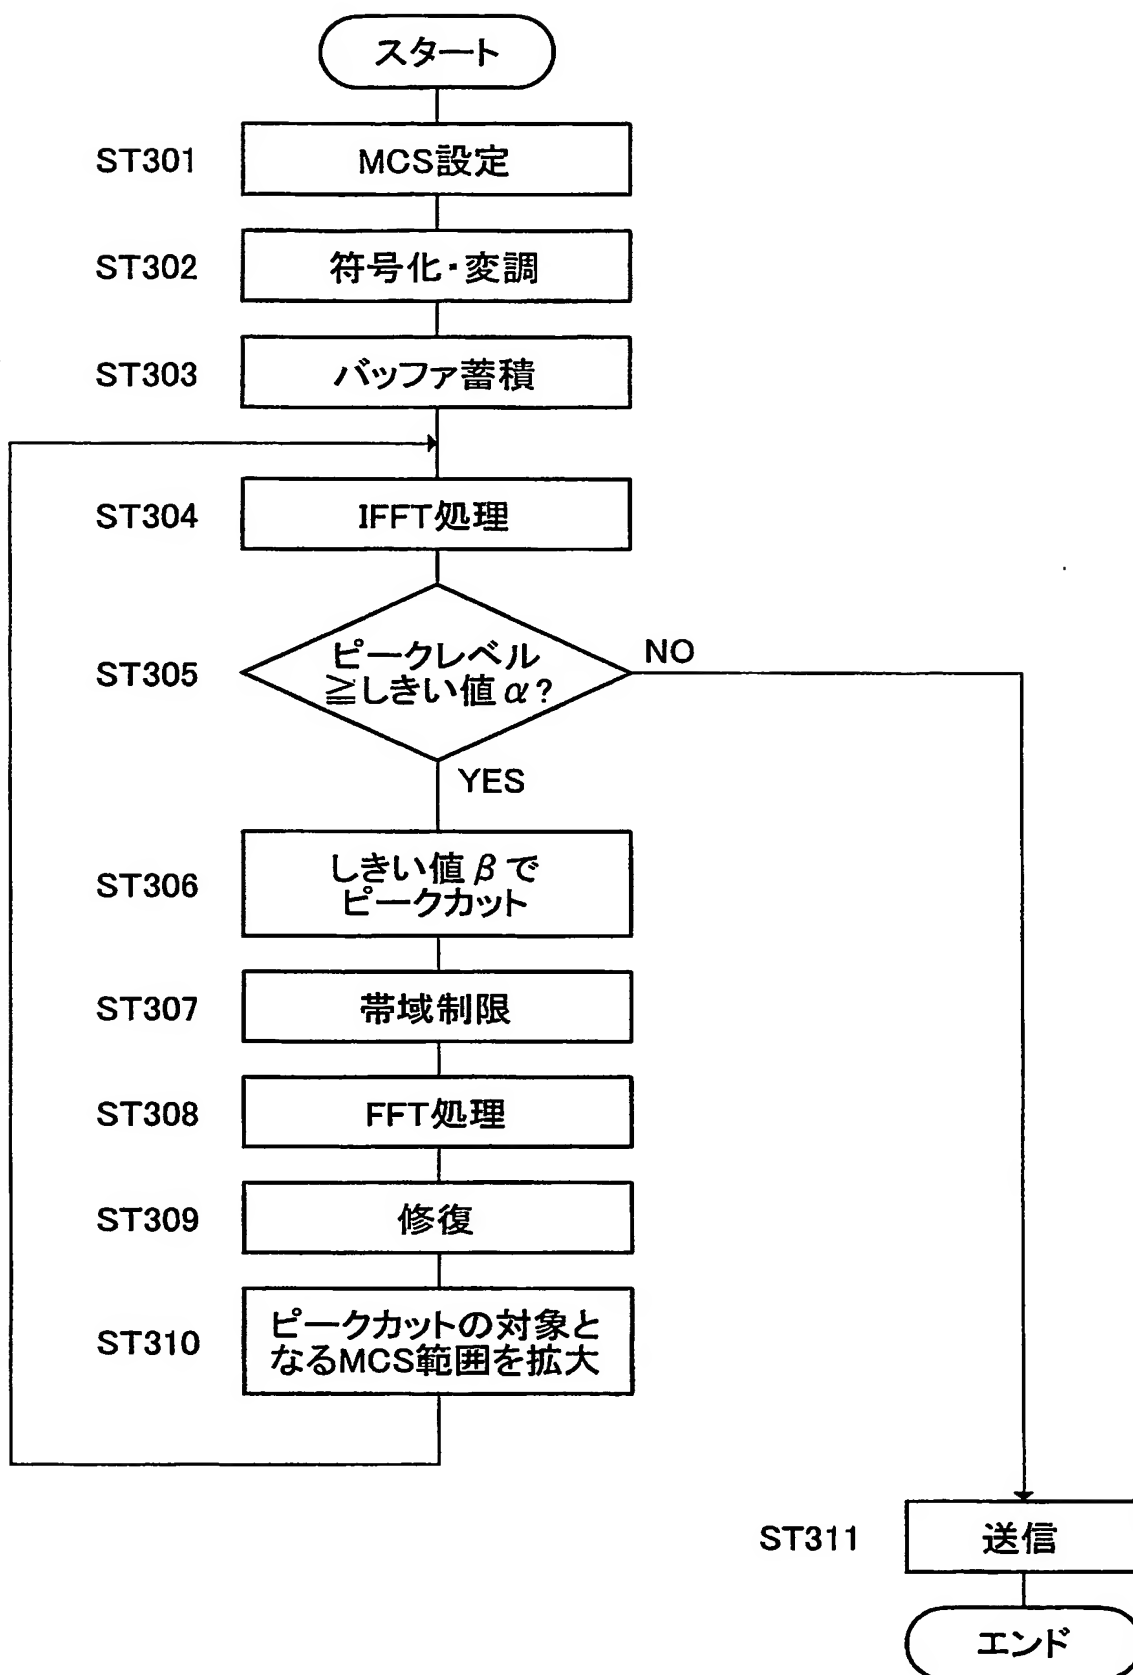 スタート
ST301
MCS設定
ST302
符号化・変調
ST303
バッファ蓄積
ST304
IFFT処理
ST305
ピークレベル
≧しきい値α?
NO
YES
ST306
しきい値βで
ピークカット
ST307
帯域制限
ST308
FFT処理
ST309
修復
ST310
ピークカットの対象と
なるMCS範囲を拡大
ST311
送信
エンド